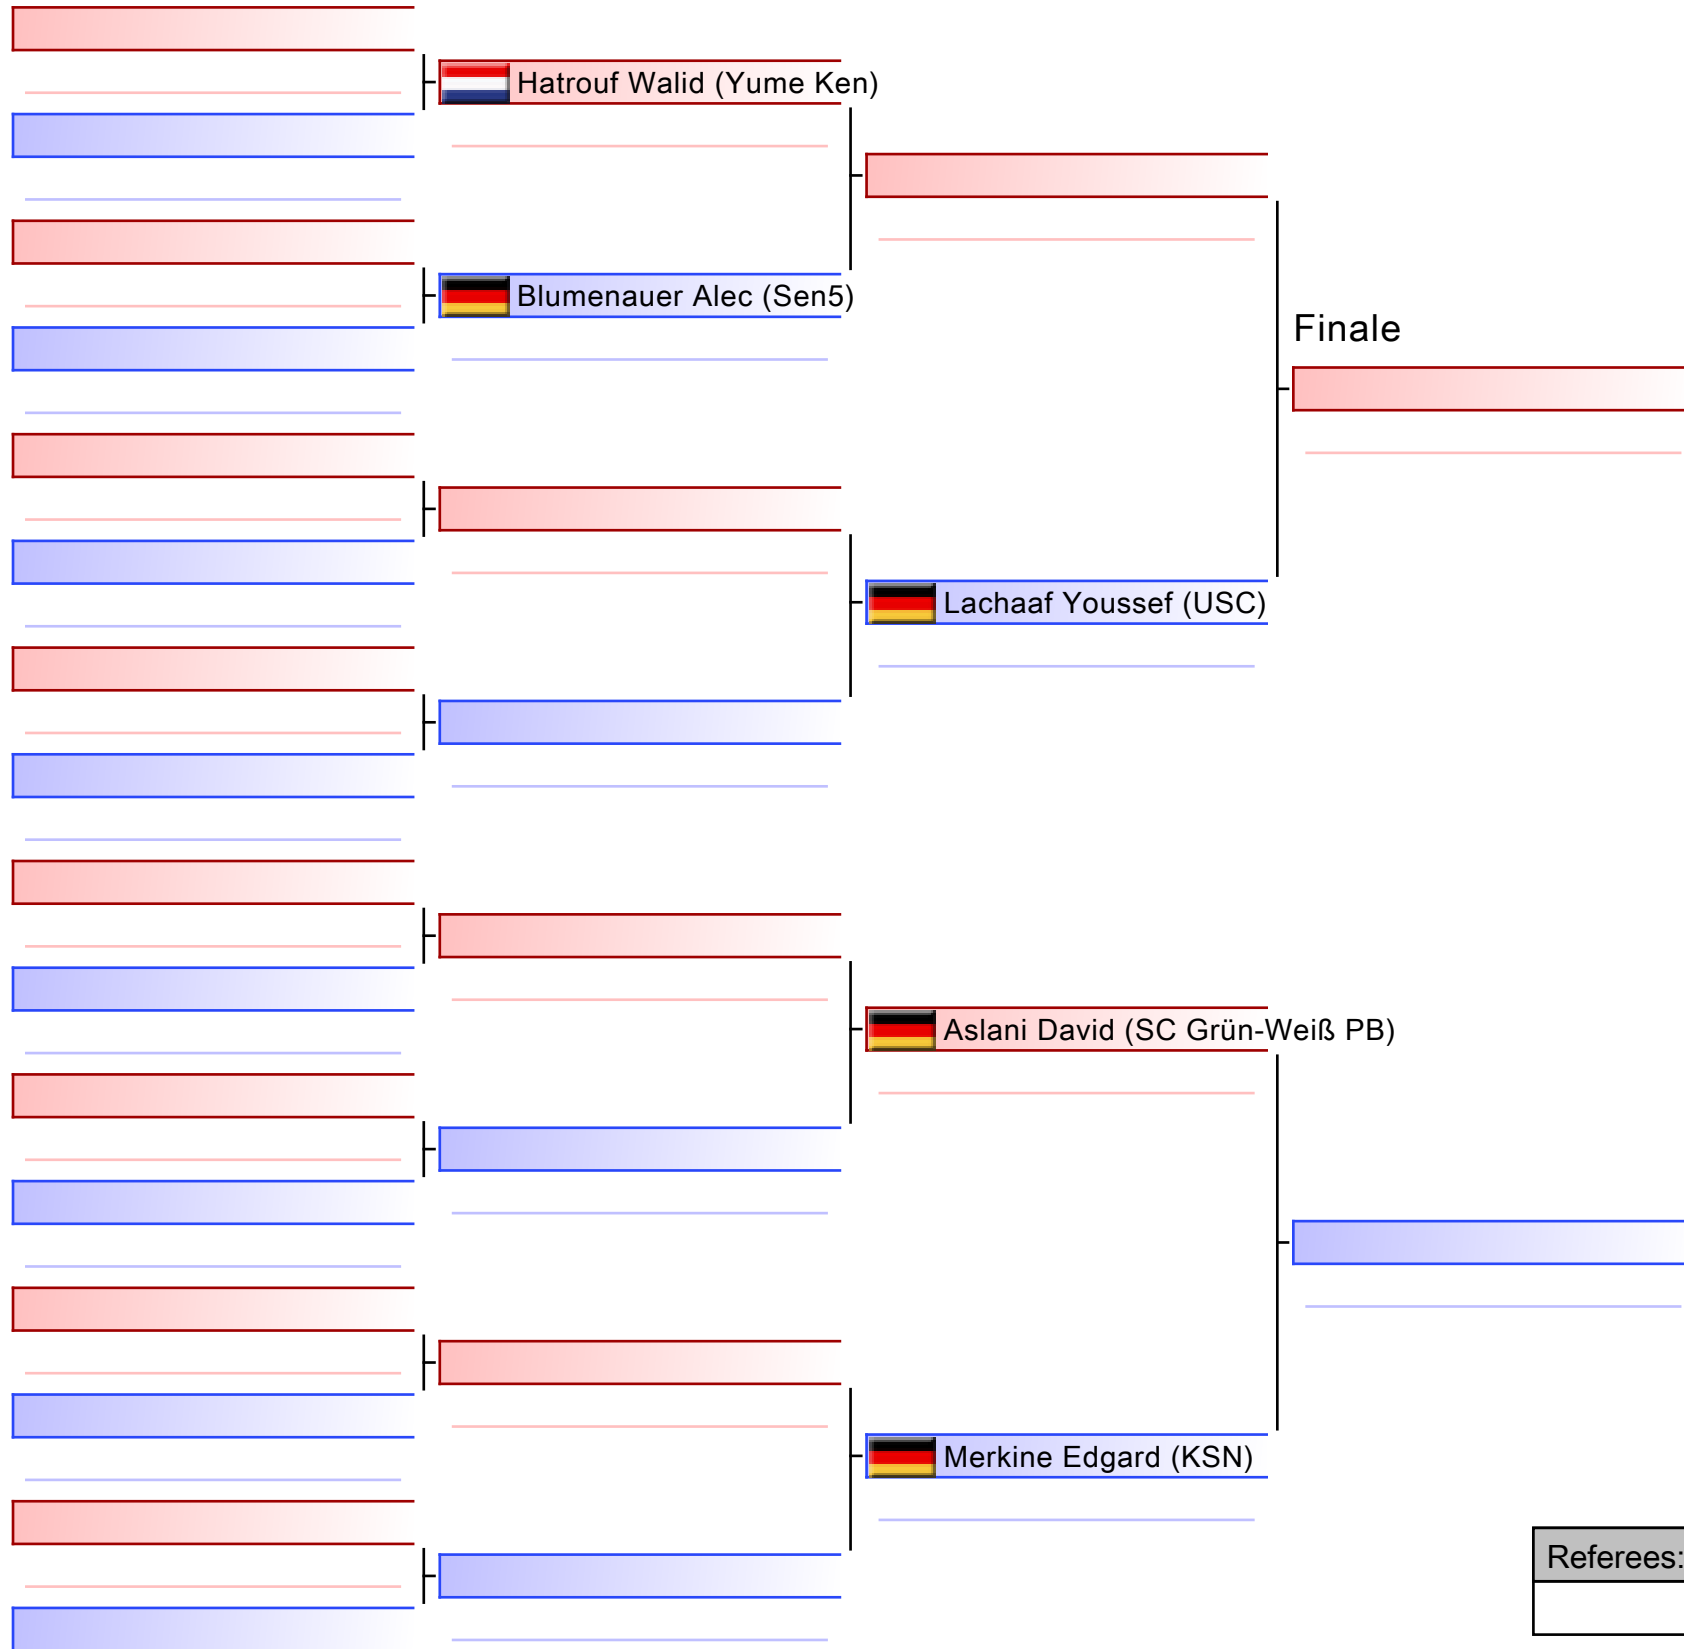 Hatrouf Walid (Yume Ken)
Blumenauer Alec (Sen5)
Finale
Lachaaf Youssef (USC)
Aslani David (SC Grün-Weiß PB)
Merkine Edgard (KSN)
Referees: